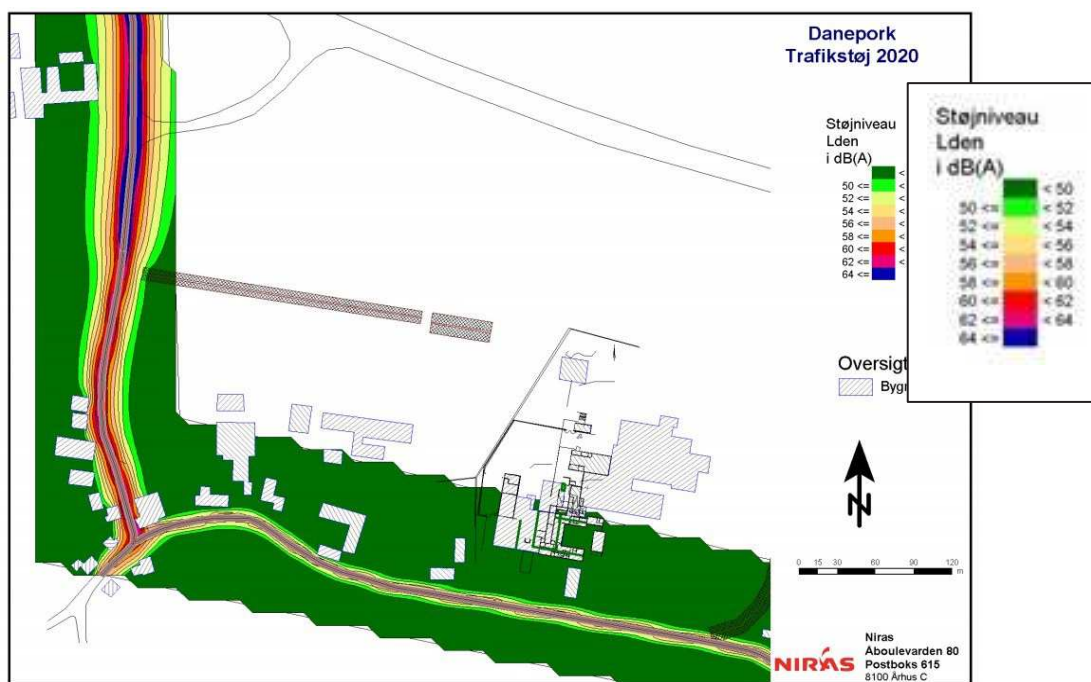 Danepork
Trafikstøj 2020
Støjniveau
Lden
i dB(A)
<
50 <= <
52 <= <
54 <= <
56 <= <
58 <= <
60 <= <
62 <= <
64 <=
Støjniveau
Lden
i dB(A)
< 50
50 <= < 52
52 <= < 54
54 <= < 56
56 <= < 58
58 <= < 60
60 <= < 62
62 <= < 64
64 <=
Oversigt
Bygn
N
0 15 30 60 90 120
m
NIRAS
Niras
Åboulevarden 80
Postboks 615
8100 Århus C